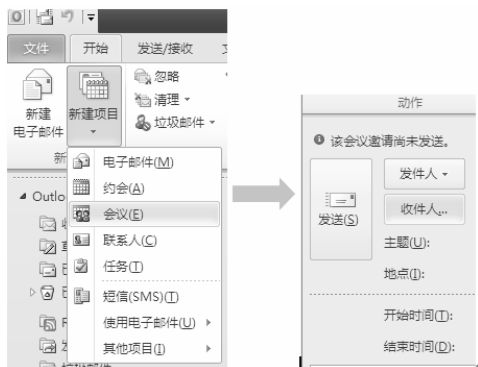 文件 开始 发送/接收
新建
电子邮件
新建项目
忽略
清理
垃圾邮件
新
电子邮件(M)
约会(A)
会议(E)
联系人(C)
任务(T)
短信(SMS)(T)
使用电子邮件(U)
其他项目(I)
Outlo
动作
该会议邀请尚未发送。
发送(S)
发件人
收件人...
主题(U):
地点(I):
开始时间(T):
结束时间(D):